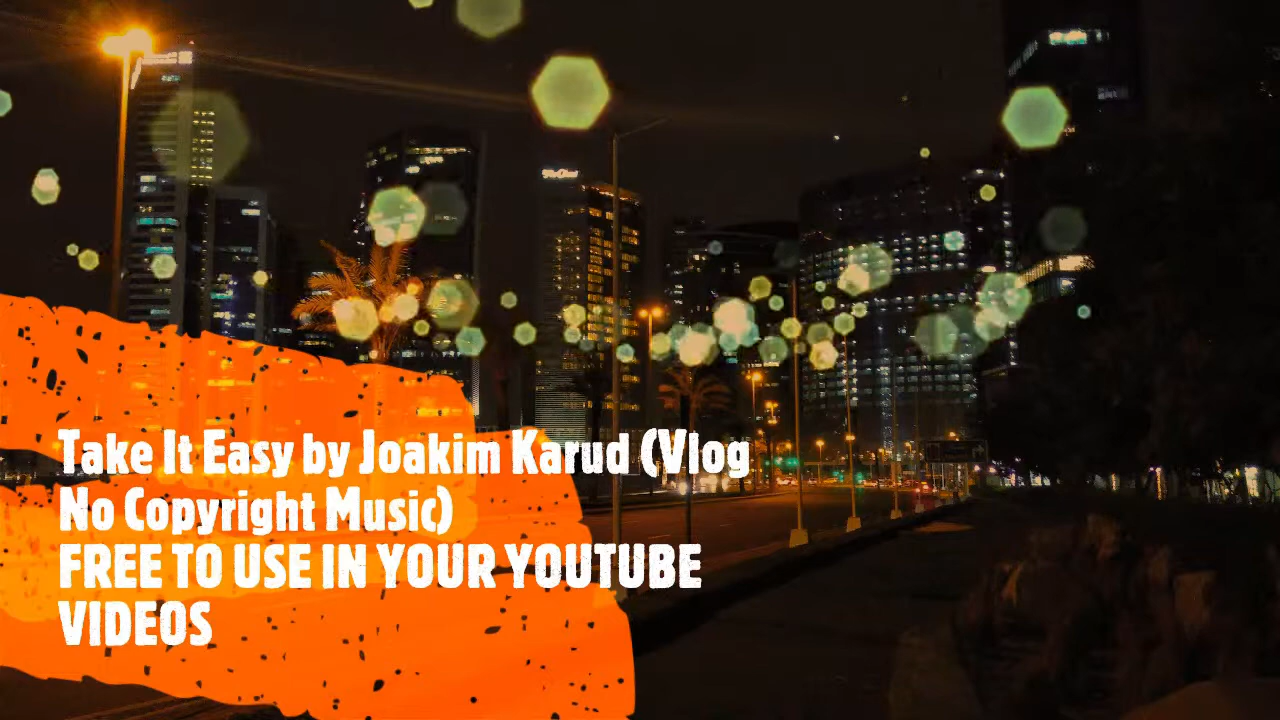 Take It Easy by Joakim Karud (Vlog
No Copyright Music)
FREE TO USE IN YOUR YOUTUBE
VIDEOS